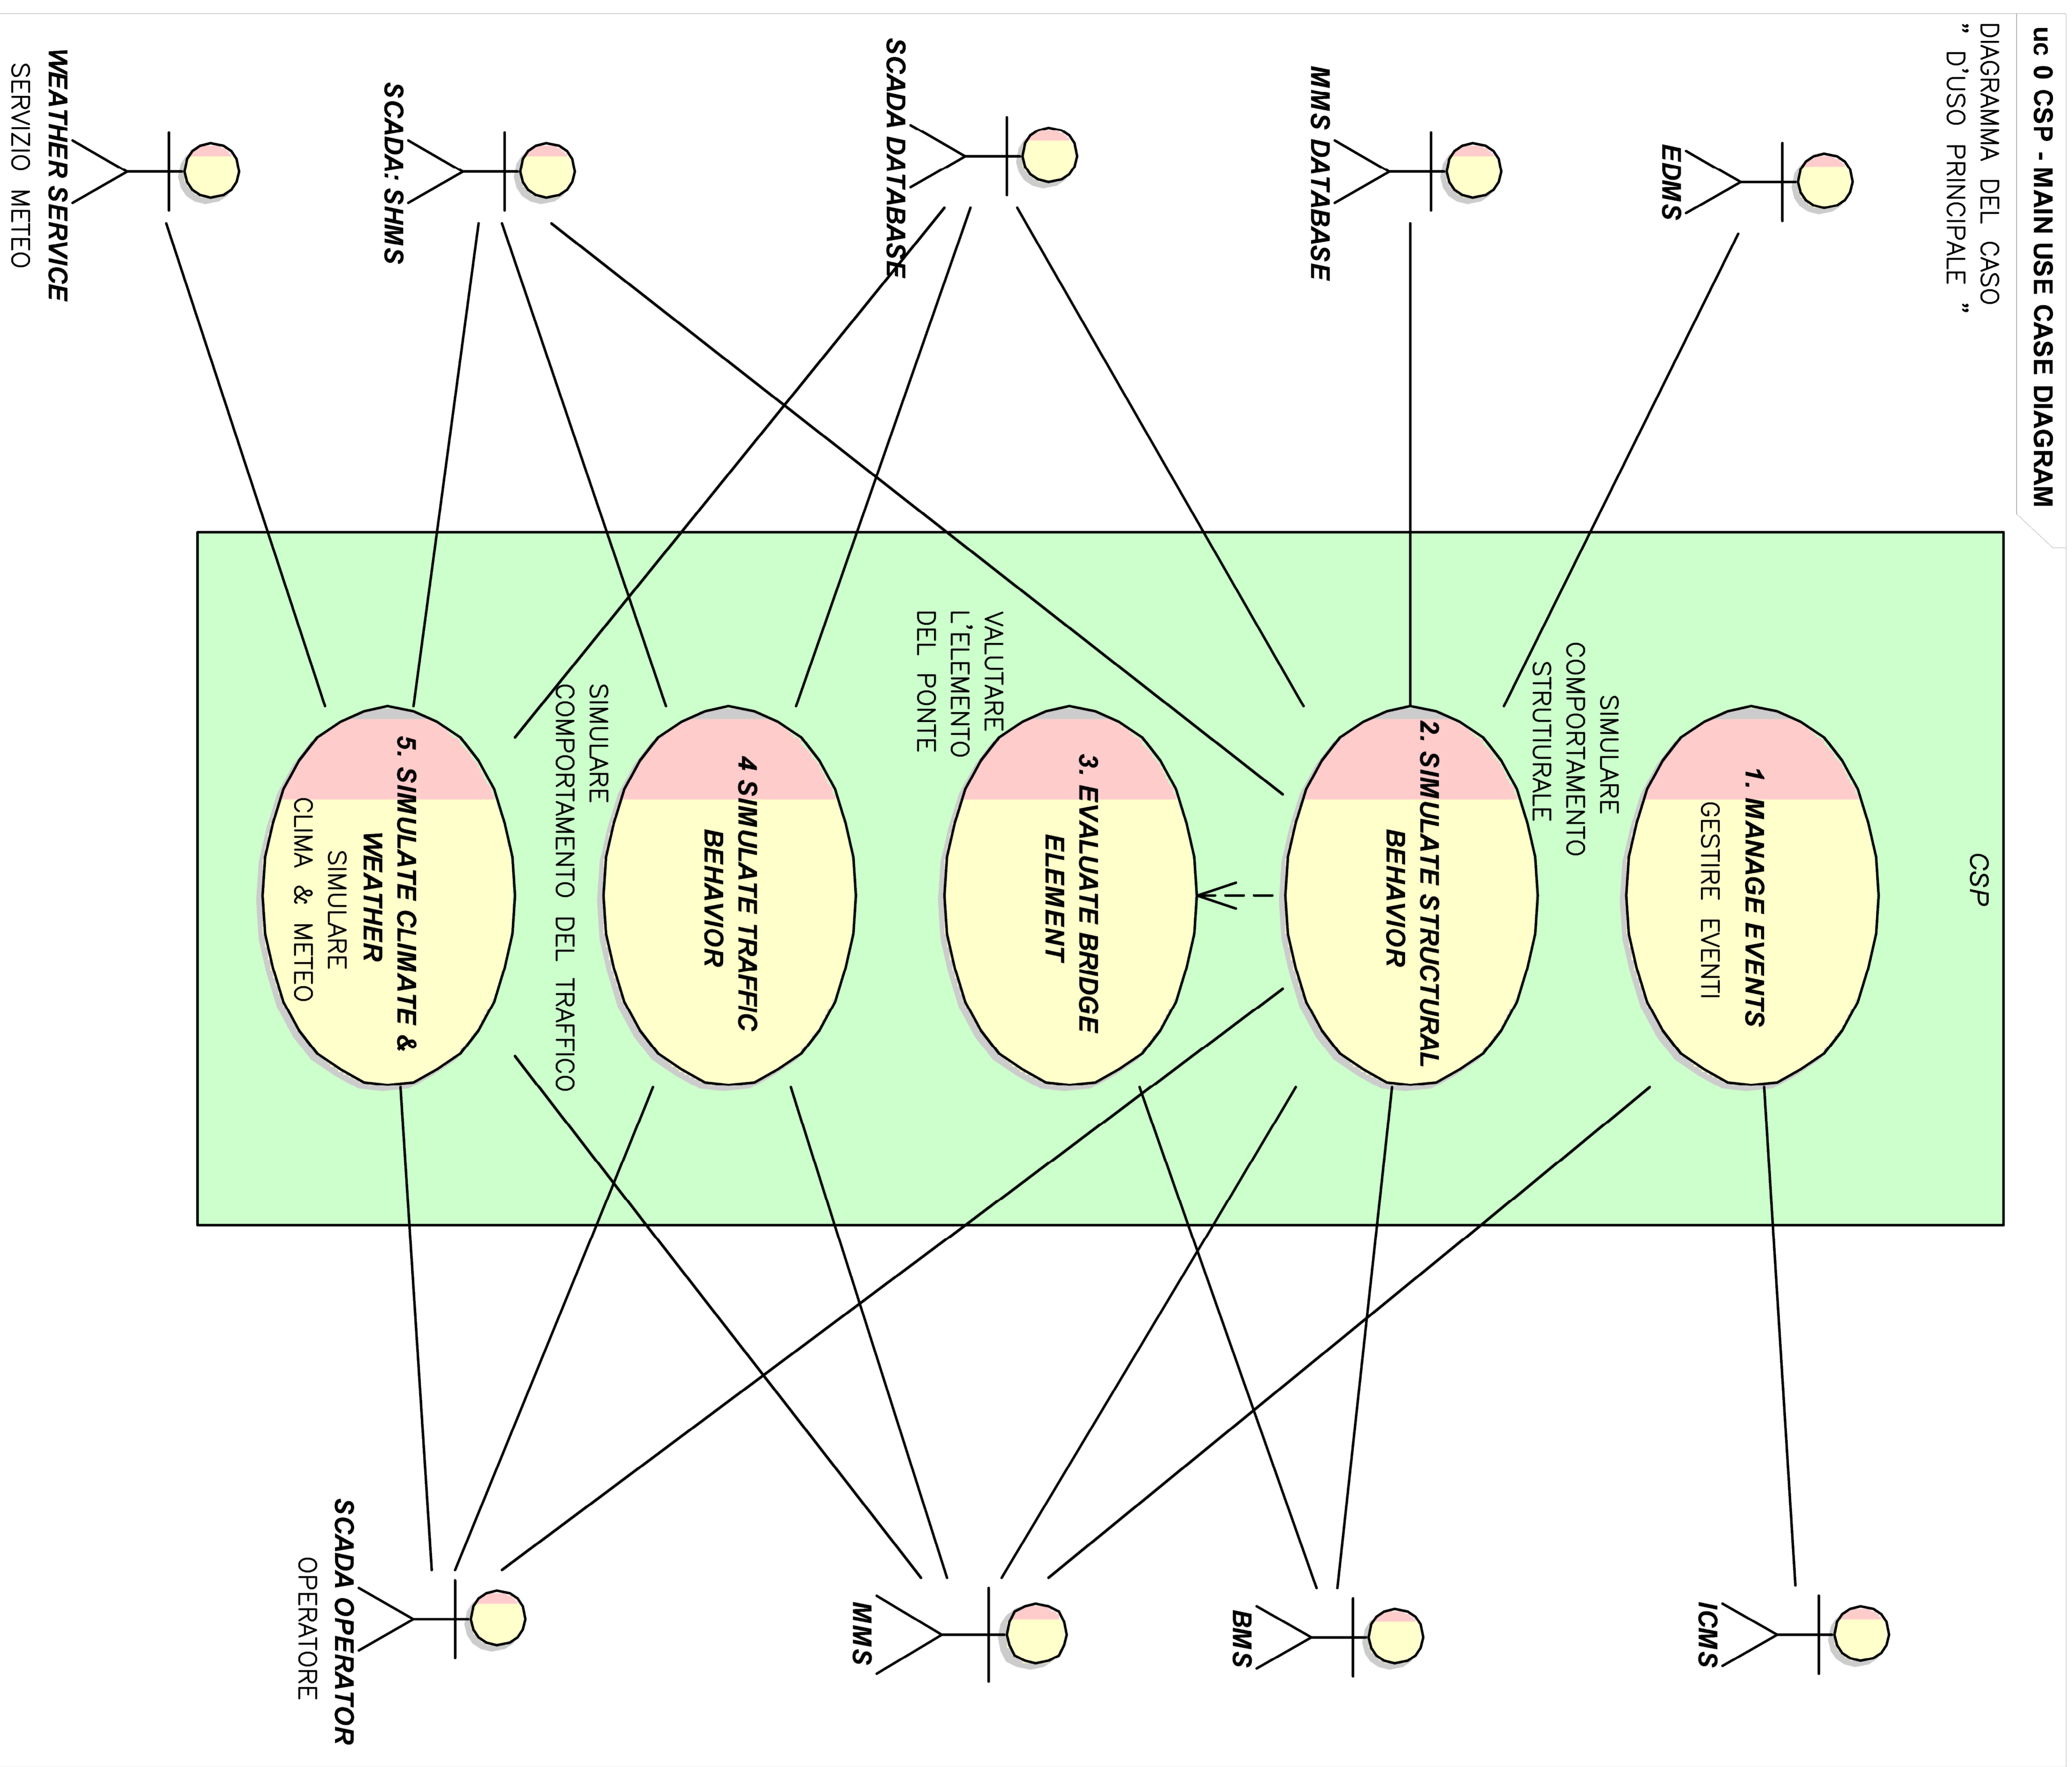 uc 0 CSP - MAIN USE CASE DIAGRAM
DIAGRAMMA DEL CASO
" D'USO PRINCIPALE "
CSP
EDMS
MMS DATABASE
SCADA DATABASE
SCADA: SHMS
WEATHER SERVICE
SERVIZIO METEO
1. MANAGE EVENTS
GESTIRE EVENTI
SIMULARE
COMPORTAMENTO
STRUTIURALE
2. SIMULATE STRUCTURAL
BEHAVIOR
3. EVALUATE BRIDGE
ELEMENT
VALUTARE
L'ELEMENTO
DEL PONTE
4 SIMULATE TRAFFIC
BEHAVIOR
SIMULARE
COMPORTAMENTO DEL TRAFFICO
5. SIMULATE CLIMATE &
WEATHER
SIMULARE
CLIMA & METEO
ICMS
BMS
MMS
SCADA OPERATOR
OPERATORE